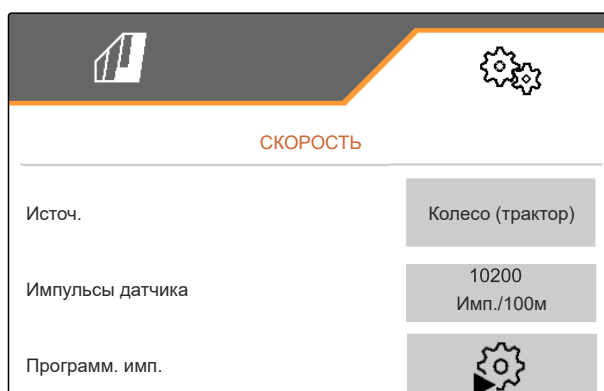 СКОРОСТЬ
Источ.
Колесо (трактор)
Импульсы датчика
10200
Имп./100м
Программ. имп.